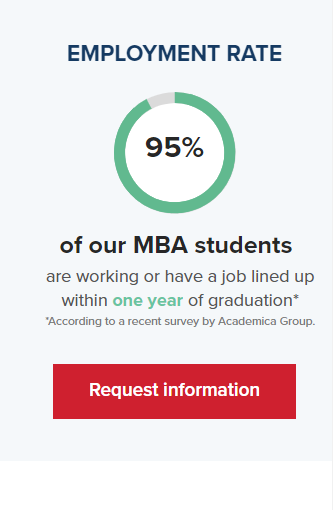 EMPLOYMENT RATE
95%
of our MBA students
are working or have a job lined up
within one year of graduation*
*According to a recent survey by Academica Group.
Request information